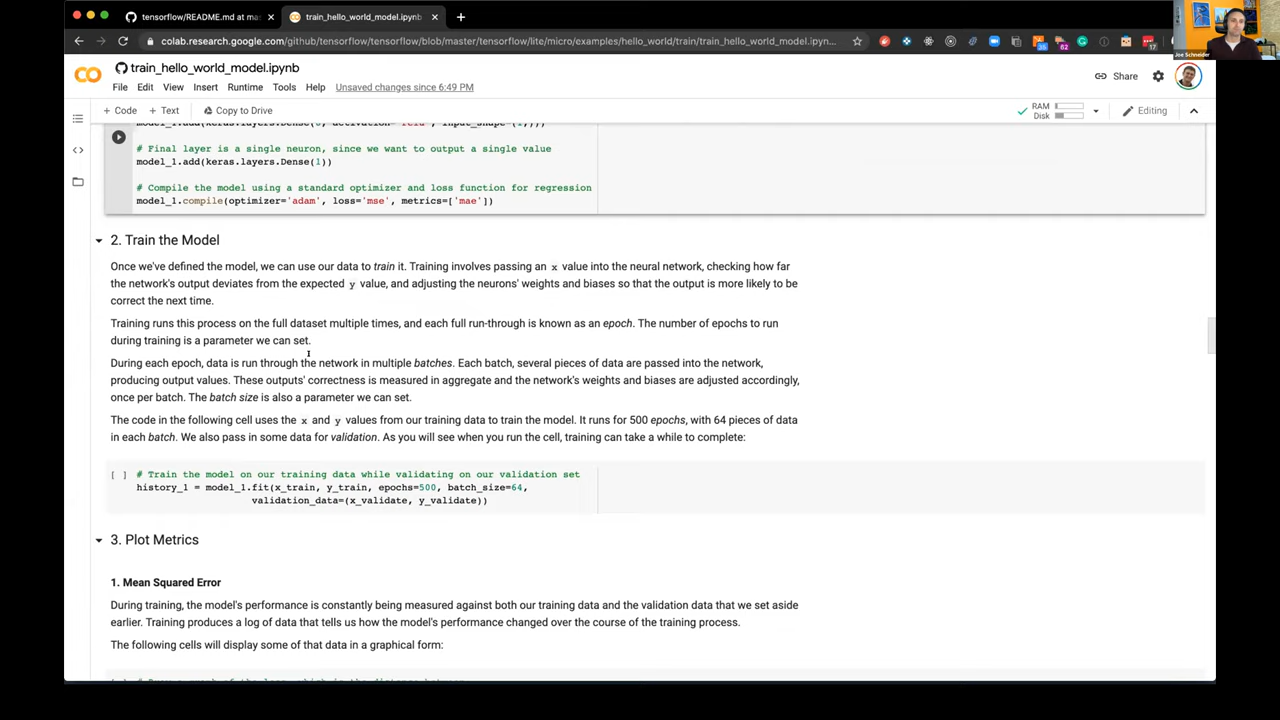 tensorflow/README.md at ma
train_hello_world_model.ipynb
colab.research.google.com/github/tensorflow/tensorflow/blob/master/tensorflow/lite/micro/examples/hello_world/train/train_hello_world_model.ipyn...
Joe Schneider
train_hello_world_model.ipynb
File Edit View Insert Runtime Tools Help Unsaved changes since 6:49 PM
Share
+ Code + Text Copy to Drive
RAM
Disk
Editing
# Final layer is a single neuron, since we want to output a single value
model_1.add(keras.layers.Dense(1))
# Compile the model using a standard optimizer and loss function for regression
model_1.compile(optimizer='adam', loss='mse', metrics=['mae'])
2. Train the Model
Once we've defined the model, we can use our data to train it. Training involves passing an x value into the neural network, checking how far
the network's output deviates from the expected y value, and adjusting the neurons' weights and biases so that the output is more likely to be
correct the next time.
Training runs this process on the full dataset multiple times, and each full run-through is known as an epoch. The number of epochs to run
during training is a parameter we can set.
During each epoch, data is run through the network in multiple batches. Each batch, several pieces of data are passed into the network,
producing output values. These outputs' correctness is measured in aggregate and the network's weights and biases are adjusted accordingly,
once per batch. The batch size is also a parameter we can set.
The code in the following cell uses the x and y values from our training data to train the model. It runs for 500 epochs, with 64 pieces of data
in each batch. We also pass in some data for validation. As you will see when you run the cell, training can take a while to complete:
[ ] # Train the model on our training data while validating on our validation set
history_1 = model_1.fit(x_train, y_train, epochs=500, batch_size=64,
validation_data=(x_validate, y_validate))
3. Plot Metrics
1. Mean Squared Error
During training, the model's performance is constantly being measured against both our training data and the validation data that we set aside
earlier. Training produces a log of data that tells us how the model's performance changed over the course of the training process.
The following cells will display some of that data in a graphical form: